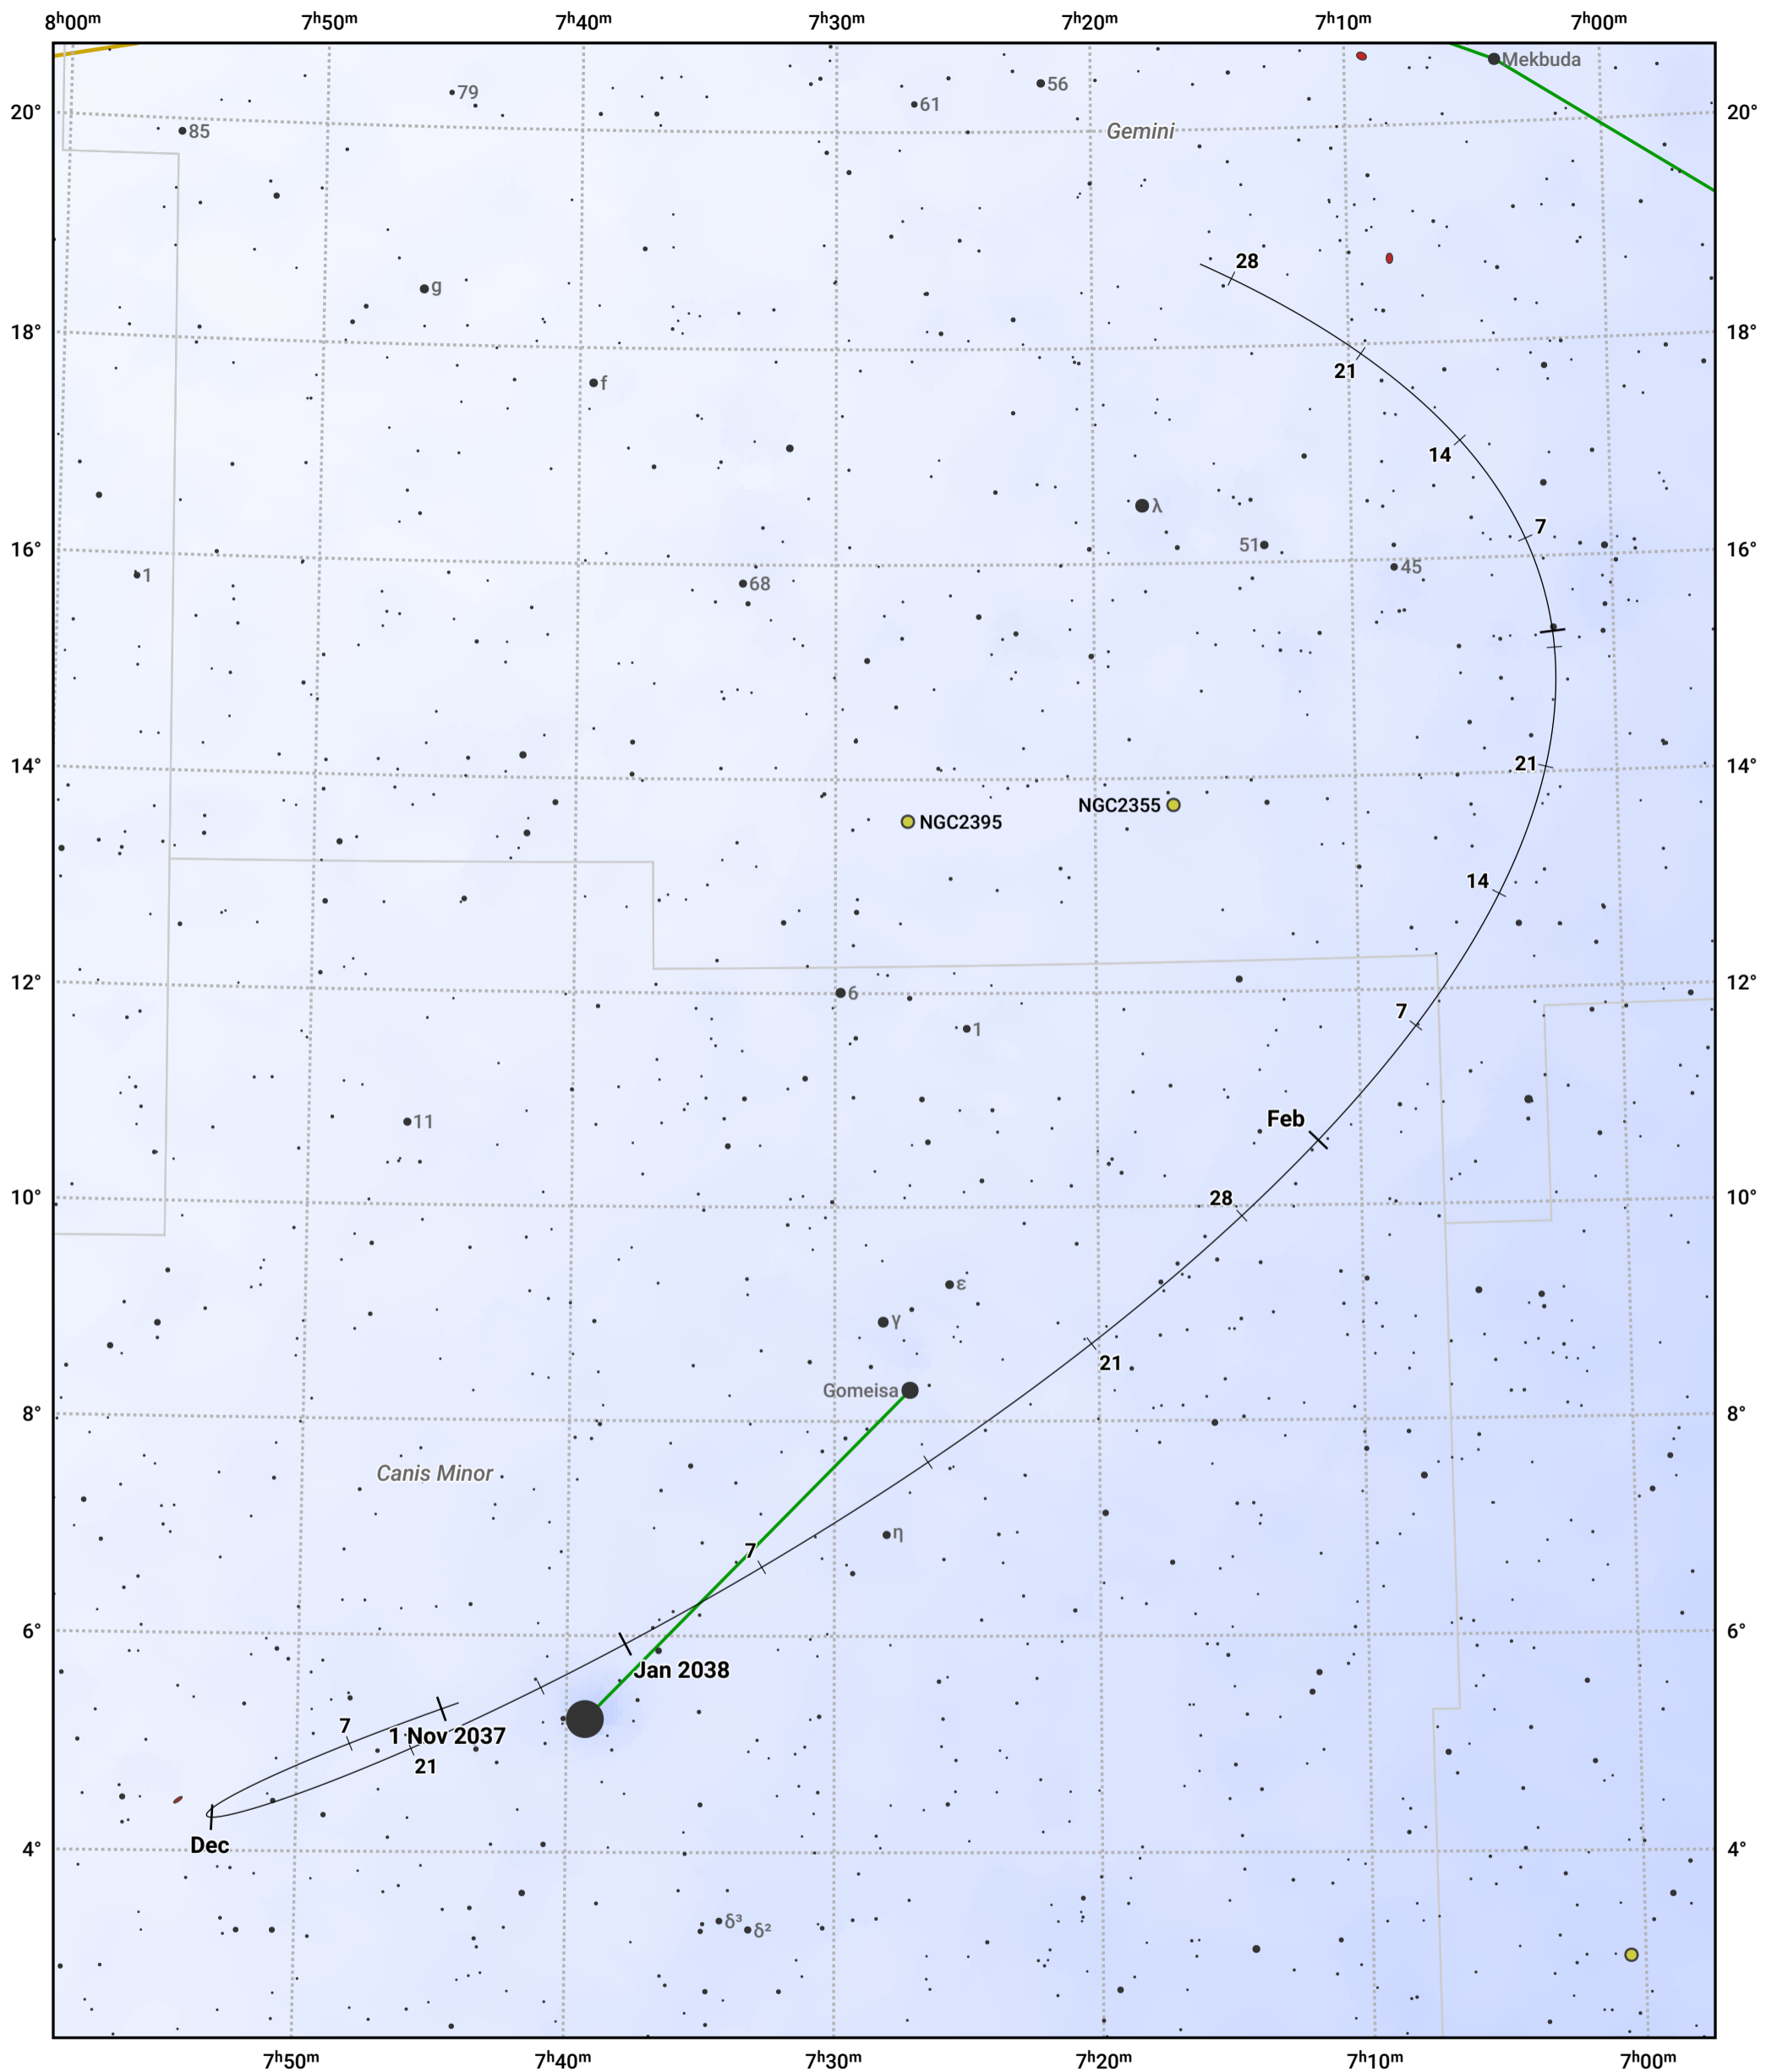 8ʰ00ᵐ 7ʰ50ᵐ 7ʰ40ᵐ 7ʰ30ᵐ 7ʰ20ᵐ 7ʰ10ᵐ 7ʰ00ᵐ
Mekbuda
56
79
61
20° 20°
85
Gemini
28
g
18° 18°
21
f
14
λ
7
51
16° 16°
45
1
68
21
14° 14°
NGC2355
NGC2395
14
12° 12°
6
7
1
Feb
11
10° 10°
28
ε
γ
21
Gomeisa
8° 8°
Canis Minor
η
7
6° 6°
Jan 2038
7
1 Nov 2037
21
Dec
4° 4°
δ³
δ²
7ʰ50ᵐ 7ʰ40ᵐ 7ʰ30ᵐ 7ʰ20ᵐ 7ʰ10ᵐ 7ʰ00ᵐ